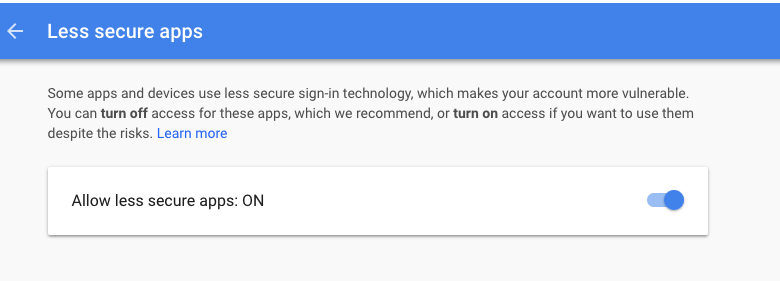 Less secure apps
Some apps and devices use less secure sign-in technology, which makes your account more vulnerable.
You can turn off access for these apps, which we recommend, or turn on access if you want to use them
despite the risks. Learn more
Allow less secure apps: ON